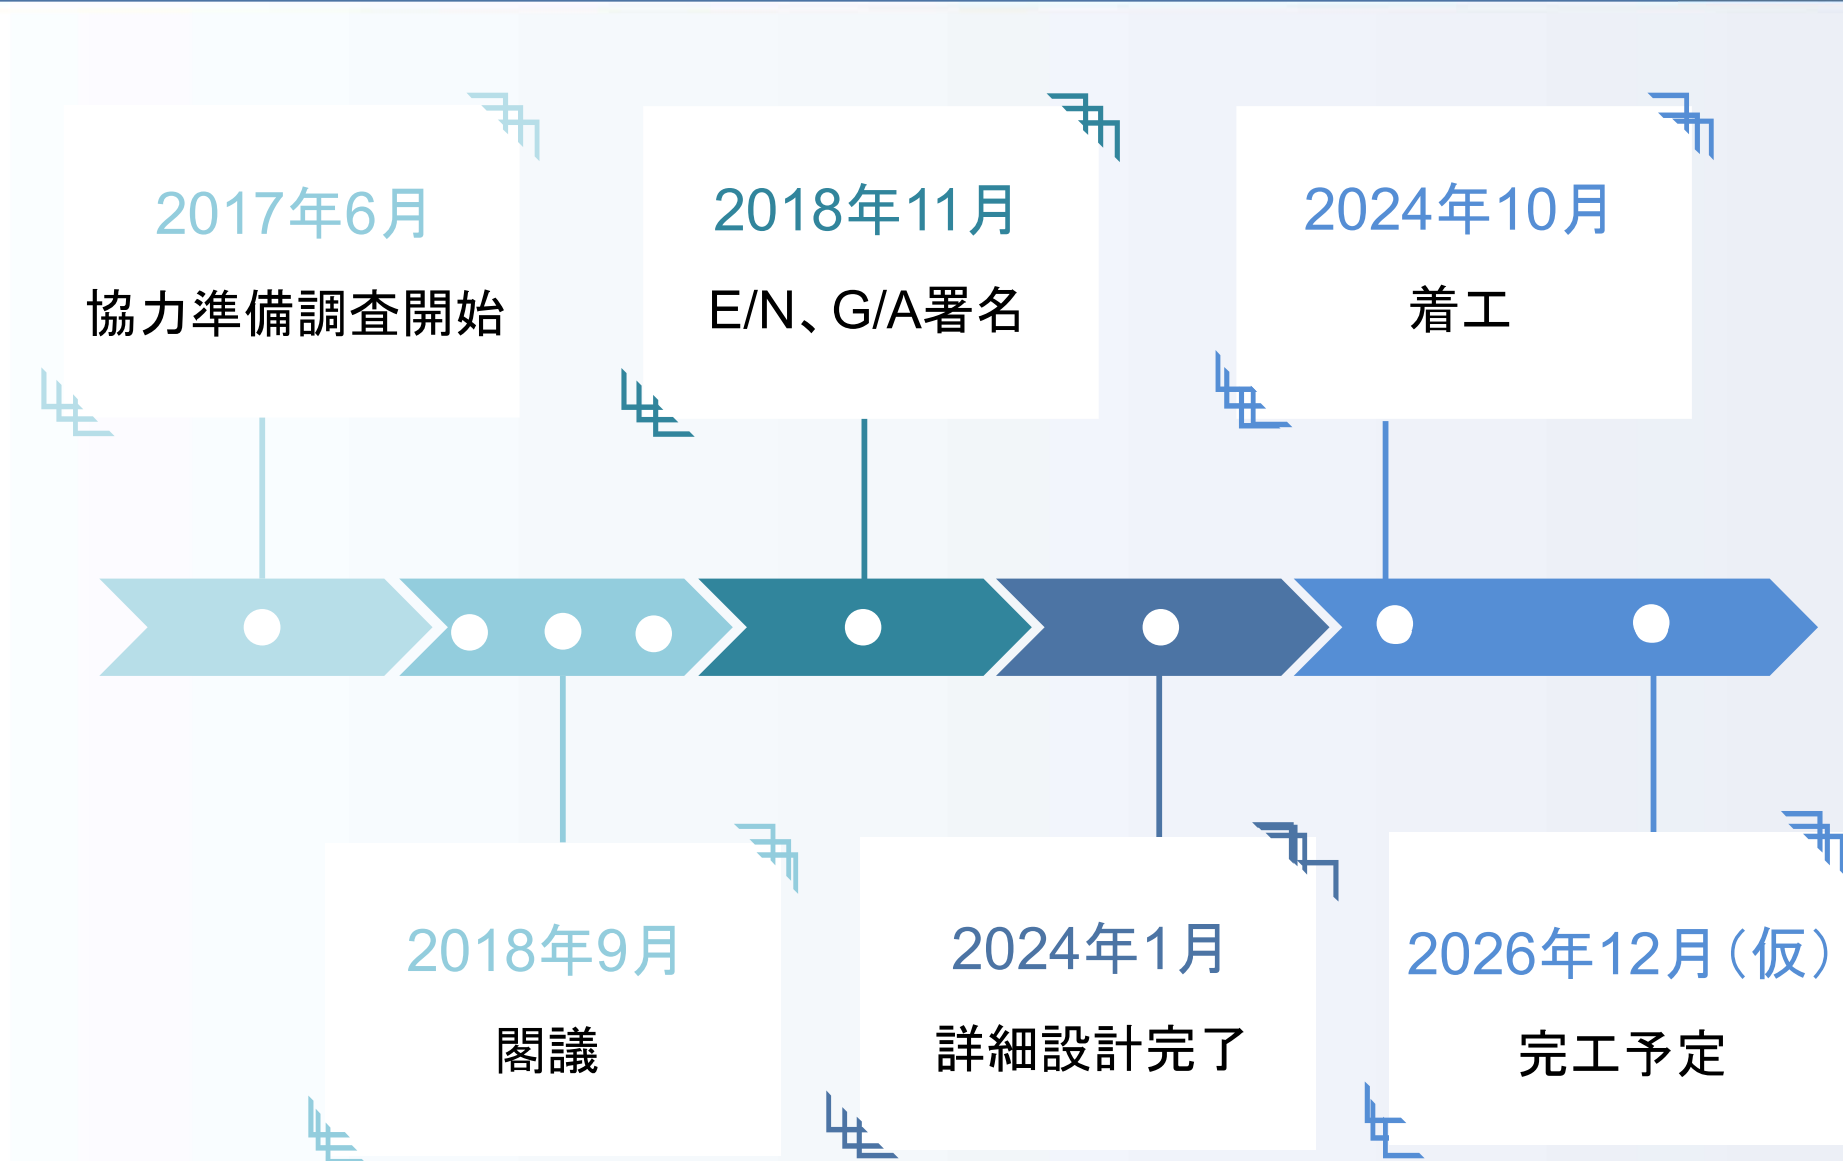 2017年6月
協力準備調査開始
2018年11月
E/N、G/A署名
2024年10月
着工
2018年9月
閣議
2024年1月
詳細設計完了
2026年12月（仮）
完工予定